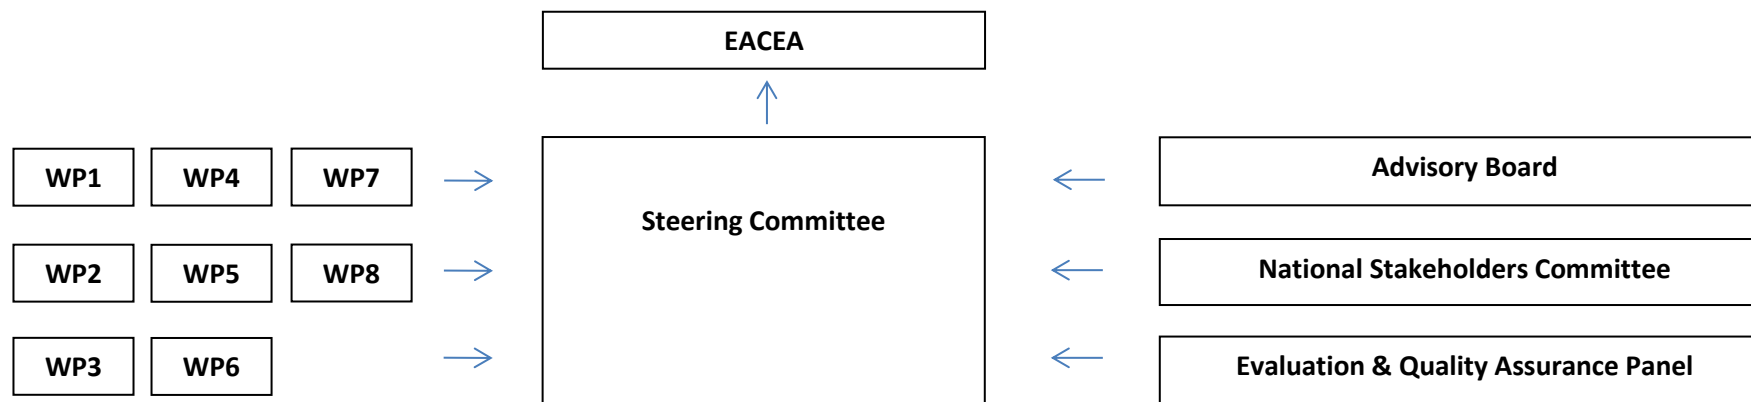 EACEA
WP1 WP4 WP7
Advisory Board
Steering Committee
WP2 WP5 WP8
National Stakeholders Committee
WP3 WP6
Evaluation & Quality Assurance Panel